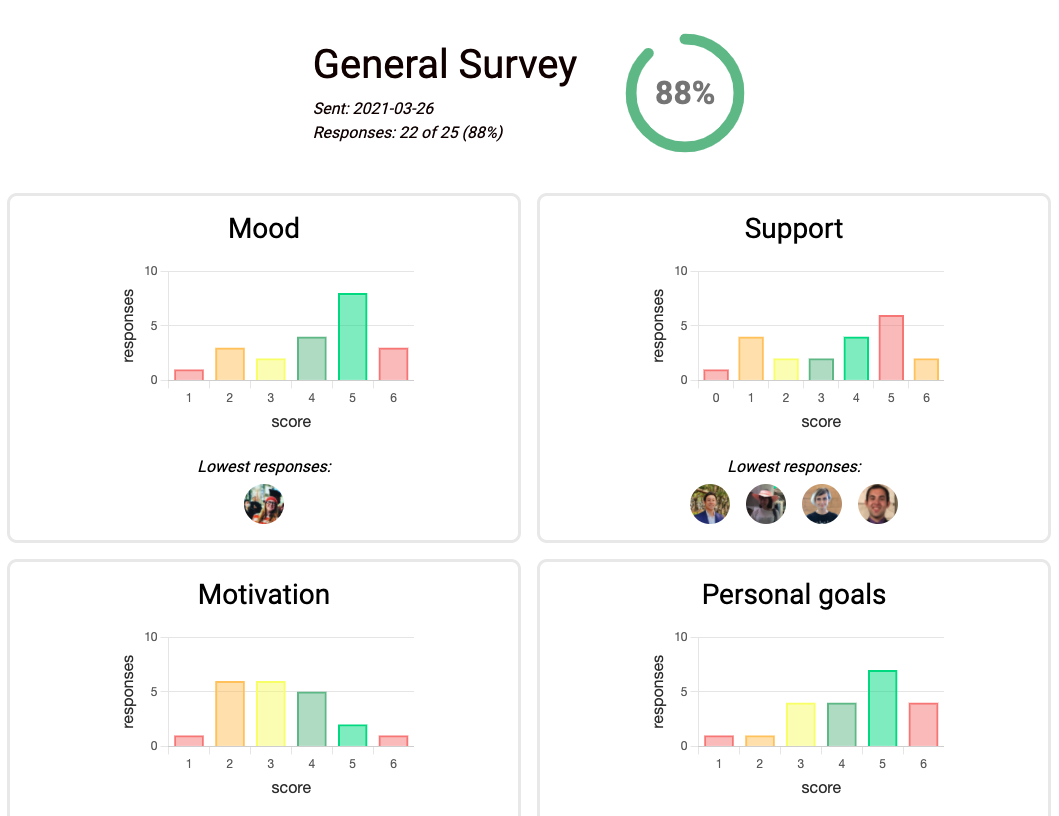 General Survey
88%
Sent: 2021-03-26
Responses: 22 of 25 (88%)
Mood
10
5
0
responses
1 2 3 4 5 6
score
Lowest responses:
Support
10
5
0
responses
0 1 2 3 4 5 6
score
Lowest responses:
Motivation
10
5
0
responses
1 2 3 4 5 6
score
Personal goals
10
5
0
responses
1 2 3 4 5 6
score